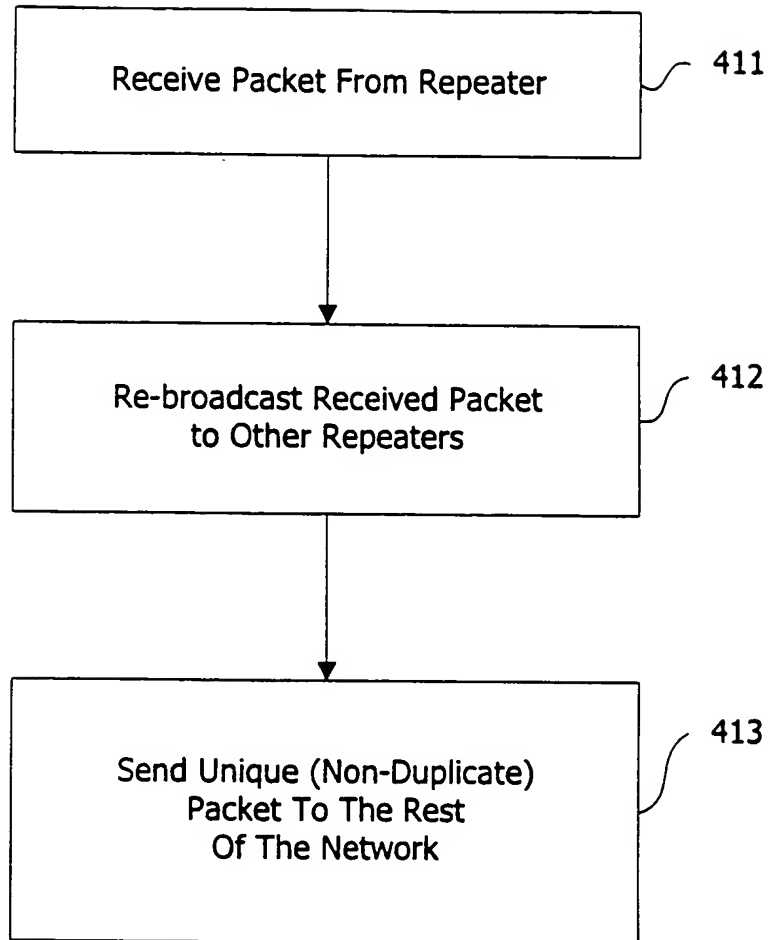 Receive Packet From Repeater
411
Re-broadcast Received Packet
to Other Repeaters
412
Send Unique (Non-Duplicate)
Packet To The Rest
Of The Network
413